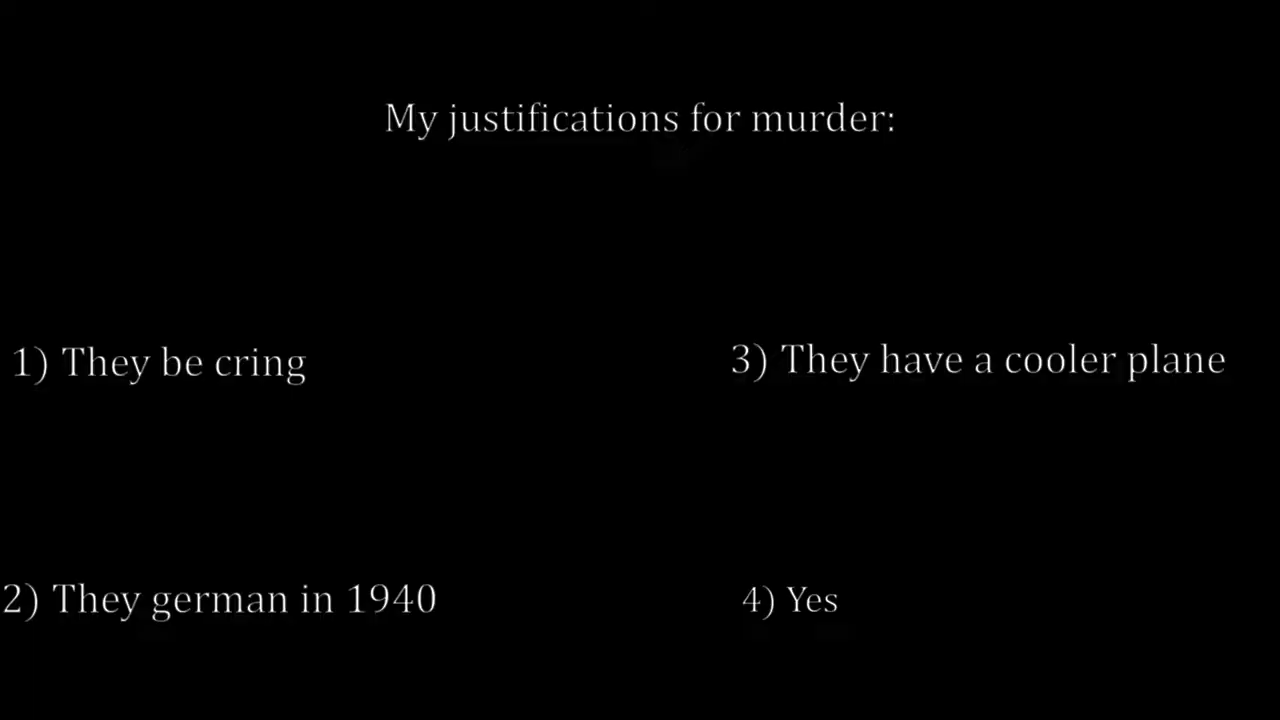 My justifications for murder:
1) They be cring
2) They german in 1940
3) They have a cooler plane
4) Yes